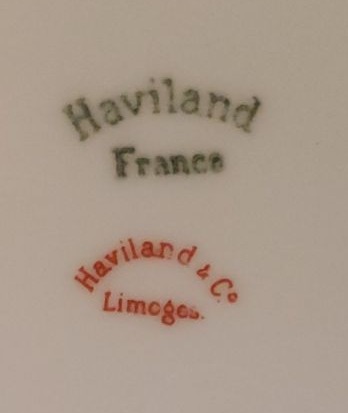 Haviland
France
Haviland & Co
Limoges.